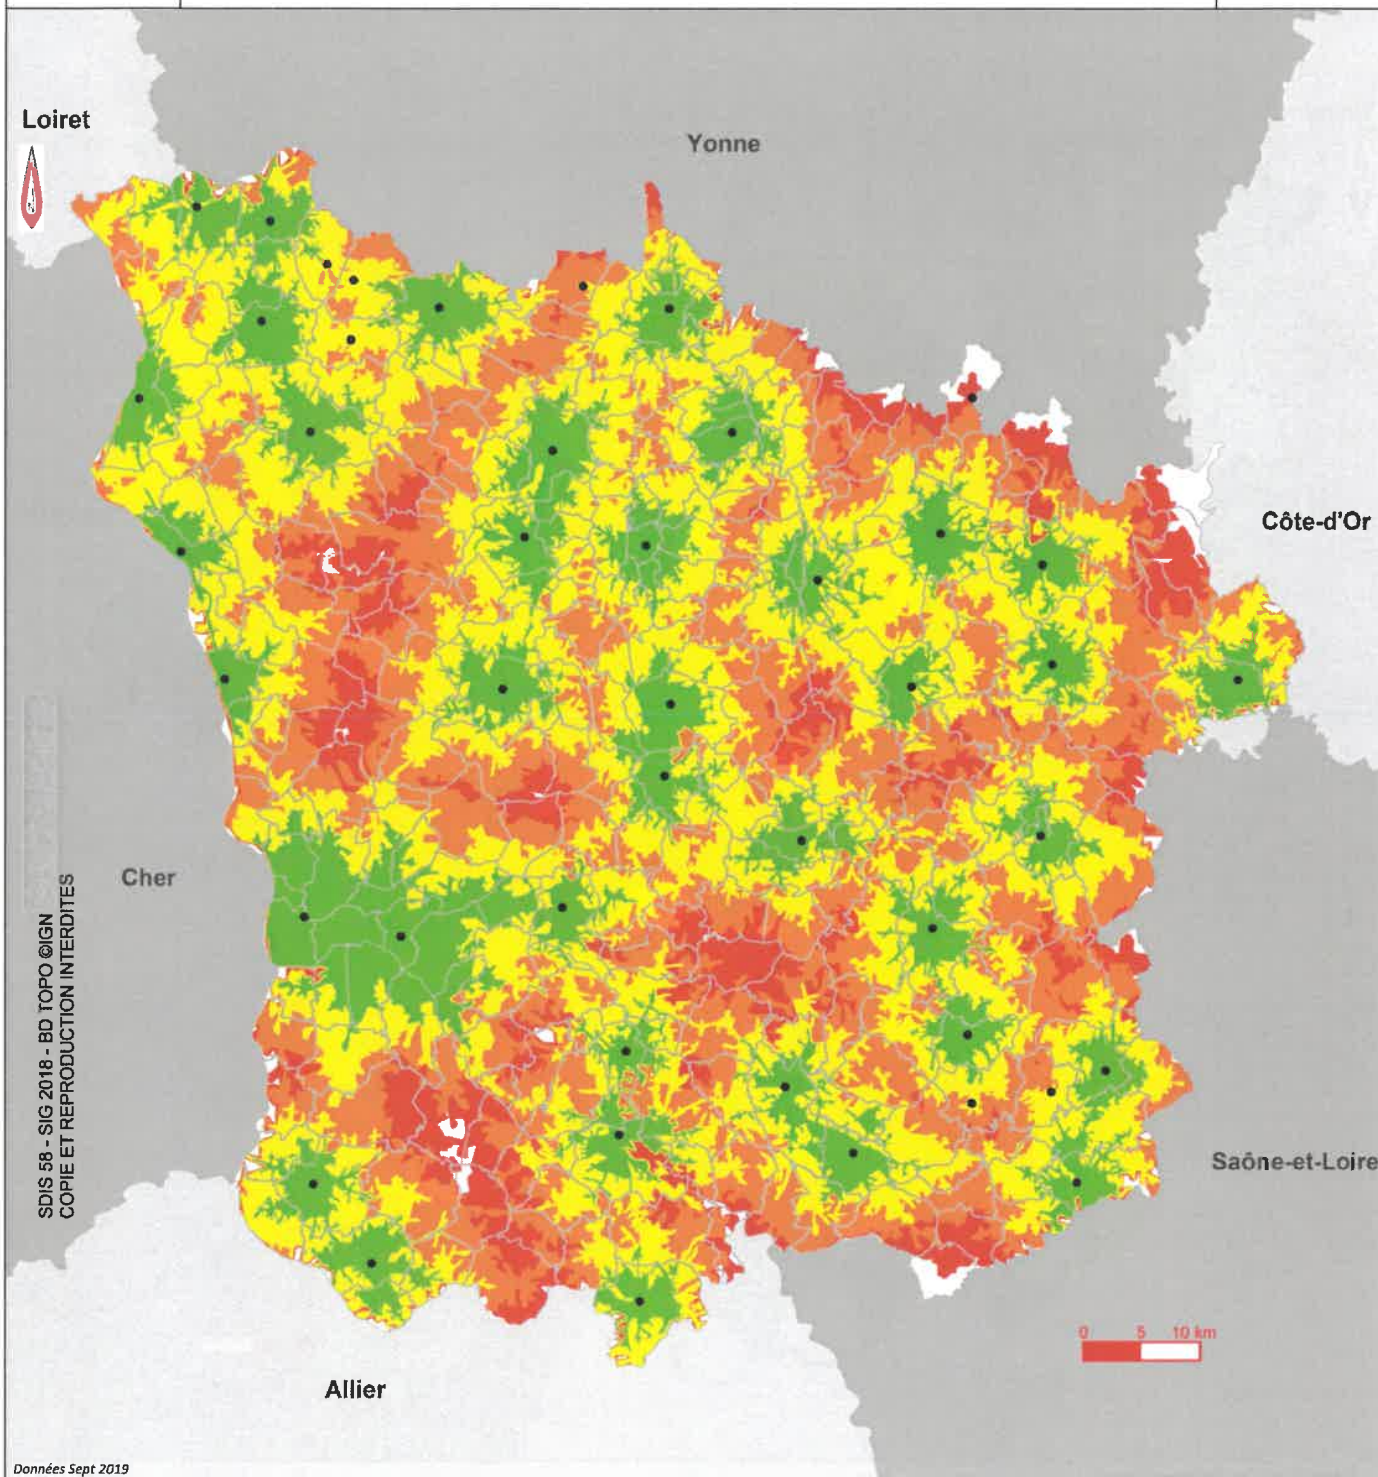 Loiret
Yonne
Côte-d'Or
Cher
SDIS 58 - SIG 2018 - BD TOPO ©IGN
COPIE ET REPRODUCTION INTERDITES
Saône-et-Loire
0 5 10 km
Allier
Données Sept 2019